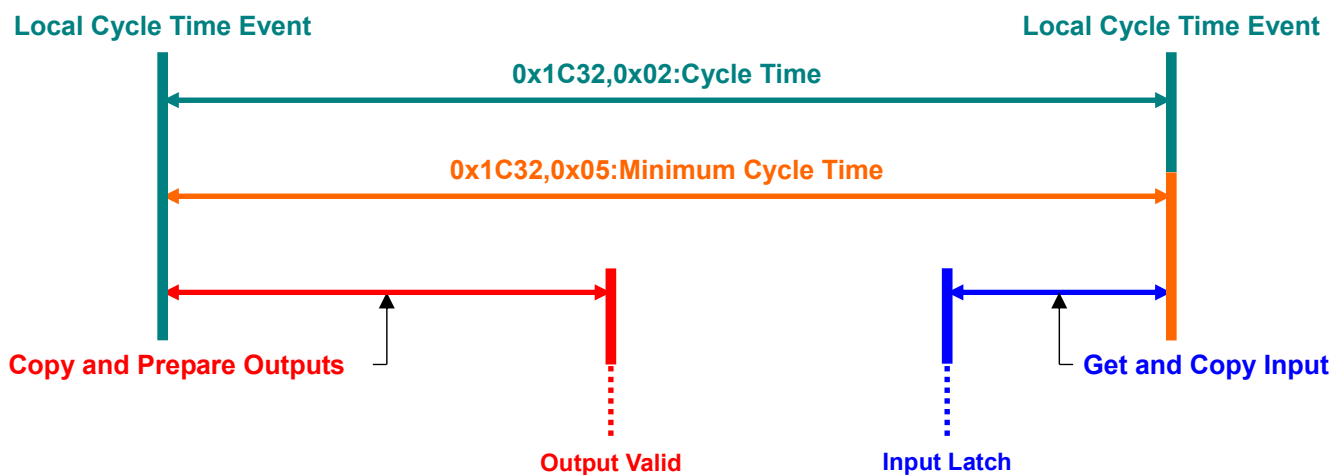 Local Cycle Time Event
Local Cycle Time Event
0x1C32,0x02:Cycle Time
0x1C32,0x05:Minimum Cycle Time
Copy and Prepare Outputs
Get and Copy Input
Output Valid
Input Latch